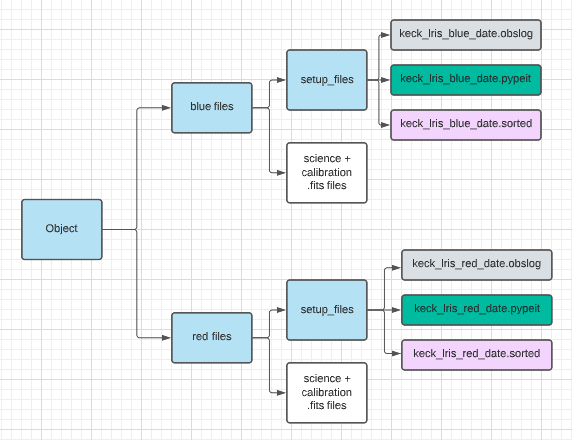 keck_lris_blue_date.obslog
setup_files
keck_lris_blue_date.pypeit
blue files
keck_lris_blue_date.sorted
science +
calibration
.fits files
Object
keck_lris_red_date.obslog
setup_files
keck_lris_red_date.pypeit
red files
keck_lris_red_date.sorted
science +
calibration
.fits files